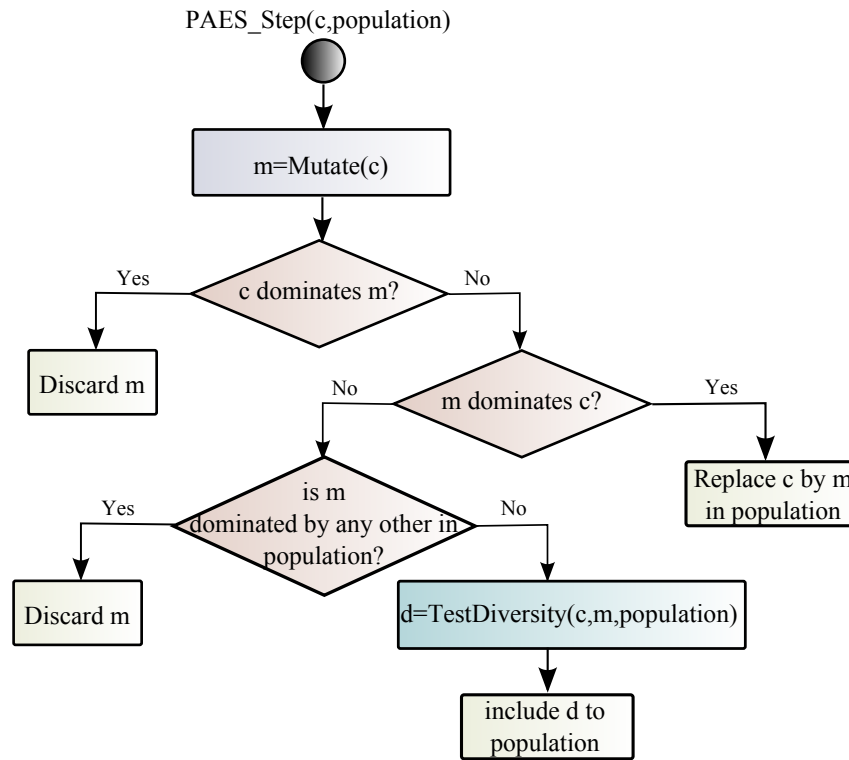 PAES_Step(c,population)
m=Mutate(c)
Yes
No
c dominates m?
Discard m
No
Yes
m dominates c?
Replace c by m
in population
is m
Yes
No
dominated by any other in
population?
Discard m
d=TestDiversity(c,m,population)
include d to
population